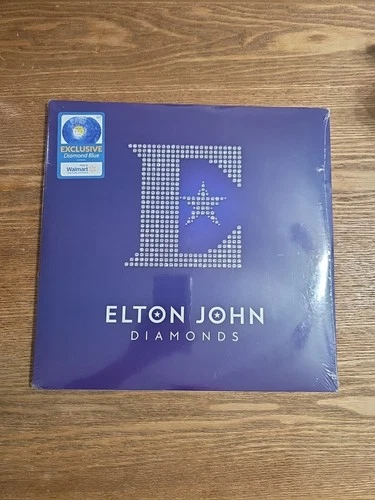 EXCLUSIVE
Diamond Blue
Walmart
ELTON JOHN
DIAMONDS